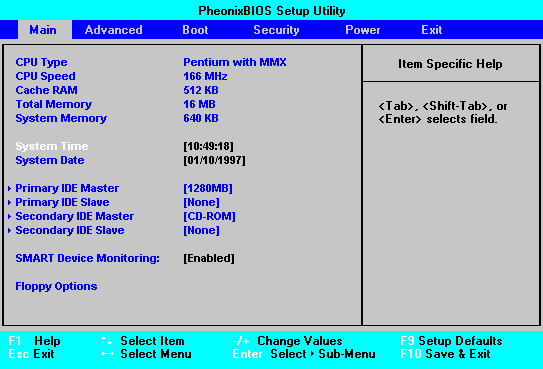 PheonixBIOS Setup Utility
Main Advanced Boot Security Power Exit
CPU Type Pentium with MMX
CPU Speed 166 MHz
Cache RAM 512 KB
Total Memory 16 MB
System Memory 640 KB
System Time [10:49:18]
System Date [01/10/1997]
Primary IDE Master [1280MB]
Primary IDE Slave [None]
Secondary IDE Master [CD-ROM]
Secondary IDE Slave [None]
SMART Device Monitoring: [Enabled]
Floppy Options
Item Specific Help
<Tab>, <Shift-Tab>, or
<Enter> selects field.
F1 Help ↑↓ Select Item -/+ Change Values F9 Setup Defaults
Esc Exit ←→ Select Menu Enter Select ▸ Sub-Menu F10 Save & Exit